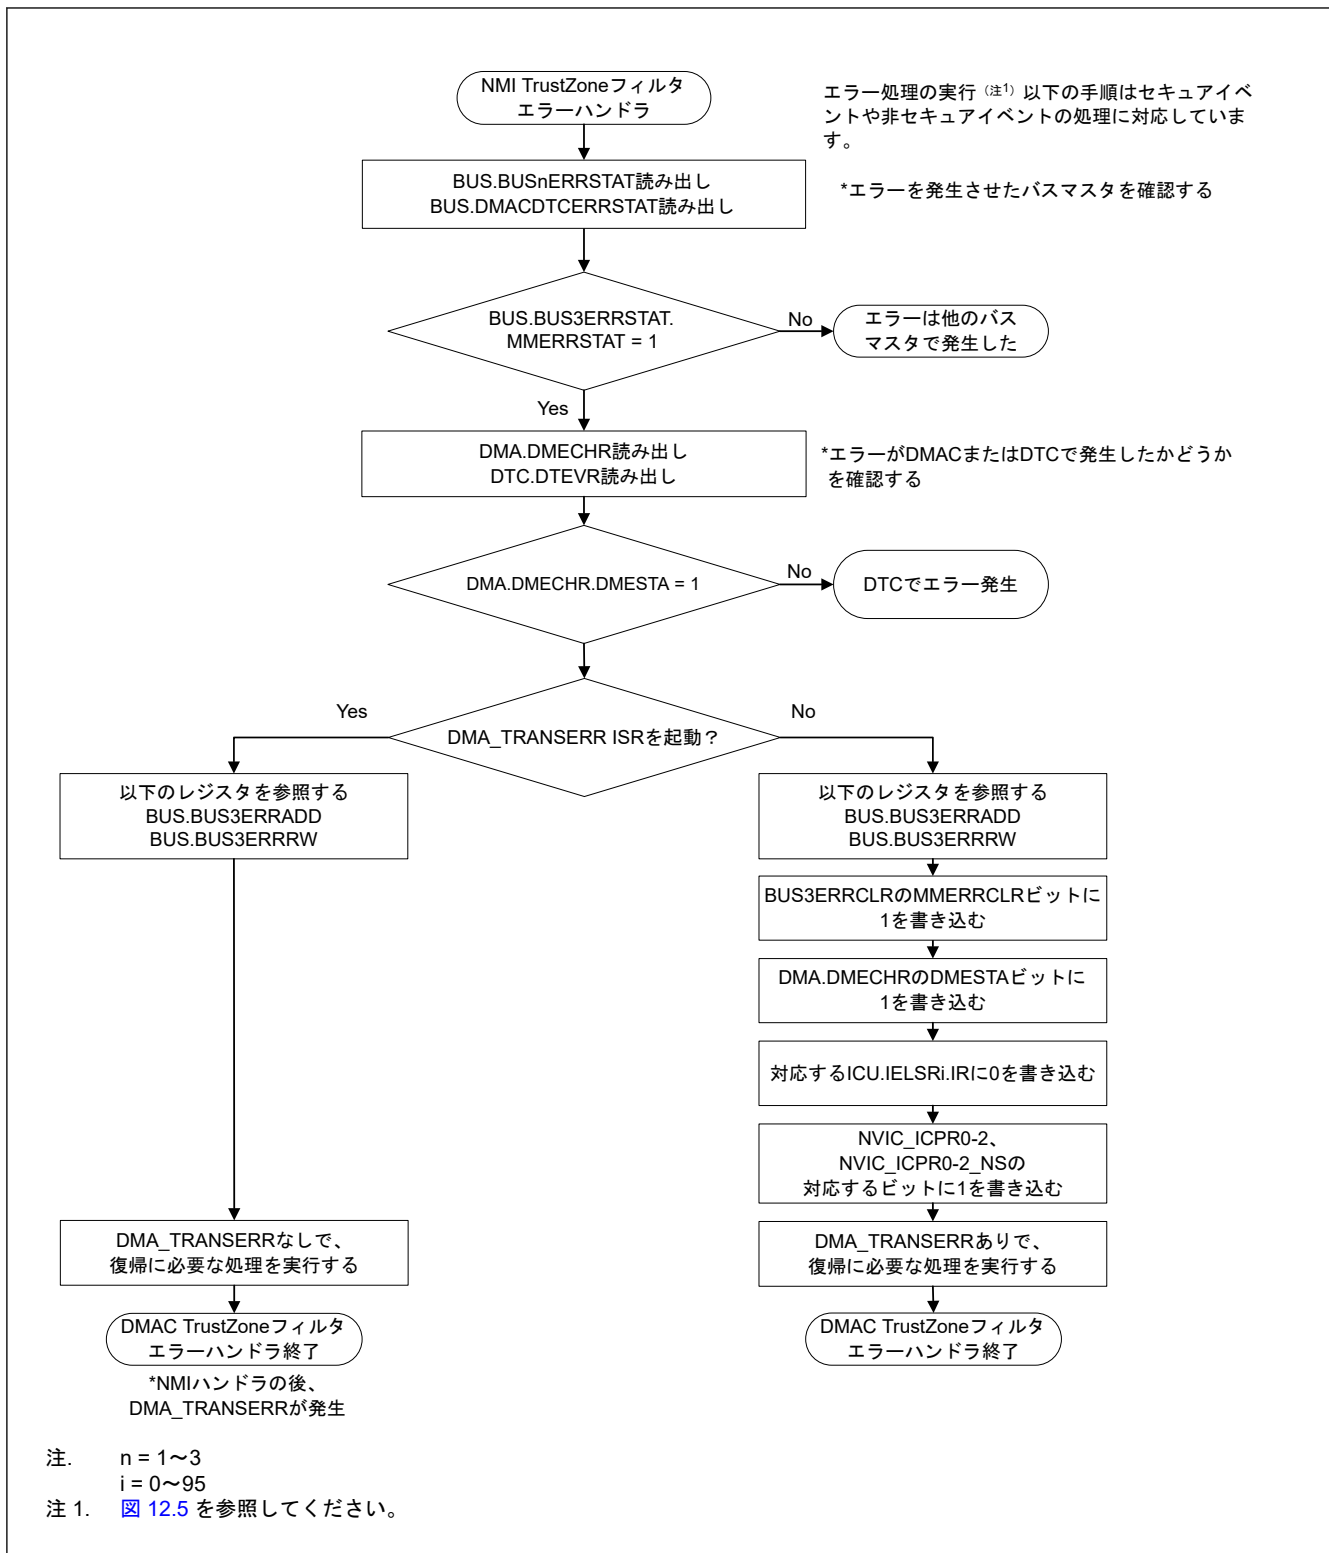 NMI TrustZoneフィルタ
エラーハンドラ
エラー処理の実行（注1）以下の手順はセキュアイベ
ントや非セキュアイベントの処理に対応していま
す。
BUS.BUSnERRSTAT読み出し
BUS.DMACDTCERRSTAT読み出し
*エラーを発生させたバスマスタを確認する
BUS.BUS3ERRSTAT.
MMERRSTAT = 1
No
エラーは他のバス
マスタで発生した
Yes
DMA.DMECHR読み出し
DTC.DTEVR読み出し
*エラーがDMACまたはDTCで発生したかどうか
を確認する
DMA.DMECHR.DMESTA = 1
No
DTCでエラー発生
DMA_TRANSERR ISRを起動？
Yes
No
以下のレジスタを参照する
BUS.BUS3ERRADD
BUS.BUS3ERRRW
以下のレジスタを参照する
BUS.BUS3ERRADD
BUS.BUS3ERRRW
BUS3ERRCLRのMMERRCLRビットに
1を書き込む
DMA.DMECHRのDMESTAビットに
1を書き込む
対応するICU.IELSRi.IRに0を書き込む
NVIC_ICPR0-2、
NVIC_ICPR0-2_NSの
対応するビットに1を書き込む
DMA_TRANSERRなしで、
復帰に必要な処理を実行する
DMA_TRANSERRありで、
復帰に必要な処理を実行する
DMAC TrustZoneフィルタ
エラーハンドラ終了
DMAC TrustZoneフィルタ
エラーハンドラ終了
*NMIハンドラの後、
DMA_TRANSERRが発生
注. n = 1～3
i = 0～95
注 1. 図 12.5 を参照してください。